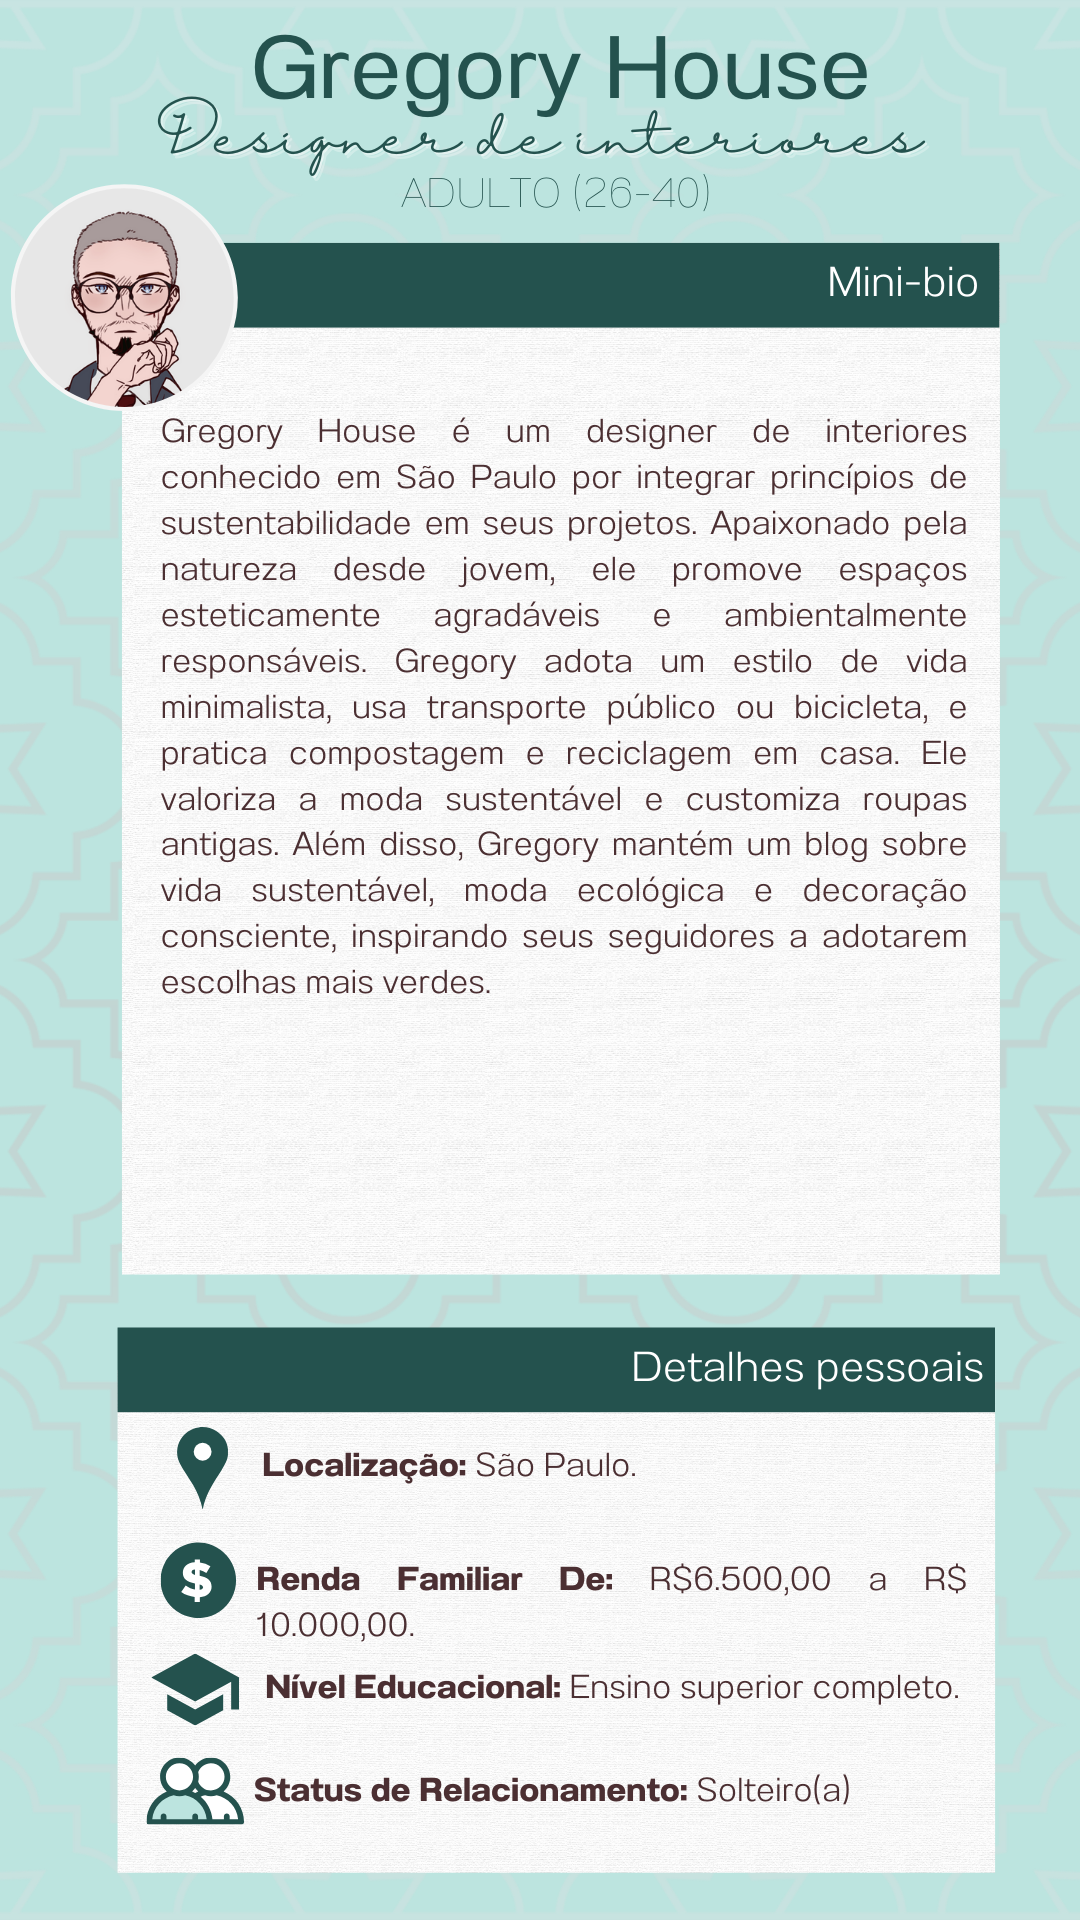 Gregory House
Designer de interiores
ADULTO (26-40)
Mini-bio
Gregory House é um designer de interiores
conhecido em São Paulo por integrar princípios de
sustentabilidade em seus projetos. Apaixonado pela
natureza desde jovem, ele promove espaços
esteticamente agradáveis e ambientalmente
responsáveis. Gregory adota um estilo de vida
minimalista, usa transporte público ou bicicleta, e
pratica compostagem e reciclagem em casa. Ele
valoriza a moda sustentável e customiza roupas
antigas. Além disso, Gregory mantém um blog sobre
vida sustentável, moda ecológica e decoração
consciente, inspirando seus seguidores a adotarem
escolhas mais verdes.
Detalhes pessoais
Localização: São Paulo.
$
Renda Familiar De: R$6.500,00 a R$
10.000,00.
Nível Educacional: Ensino superior completo.
Status de Relacionamento: Solteiro(a)